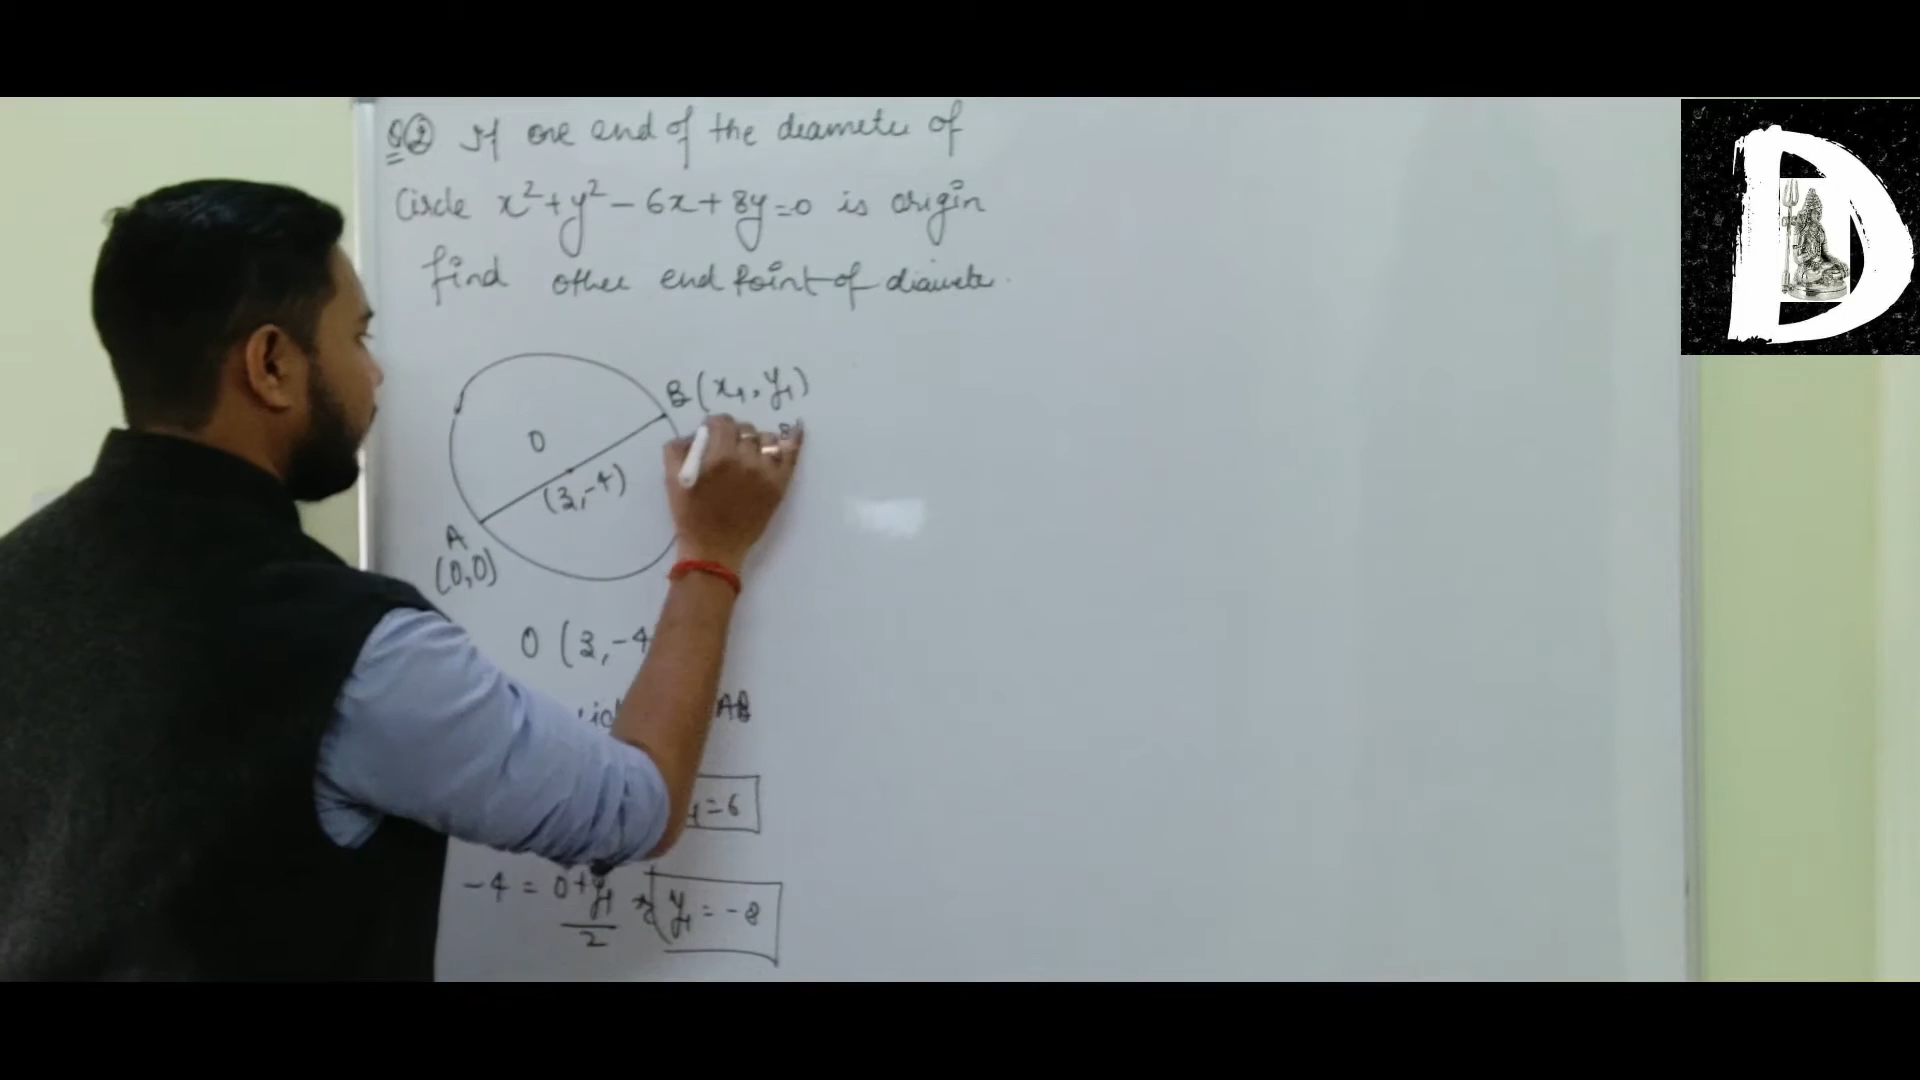 Q② If one end of the diameter of
Circle x²+y²-6x+8y=0 is origin
find other end point of diameter.
B(x₁,y₁)
8)
O
(3,-4)
A
(0,0)
O (3,-4
AB
=6
-4 = 0+y₁/2 ⇒ y₁=-8
D